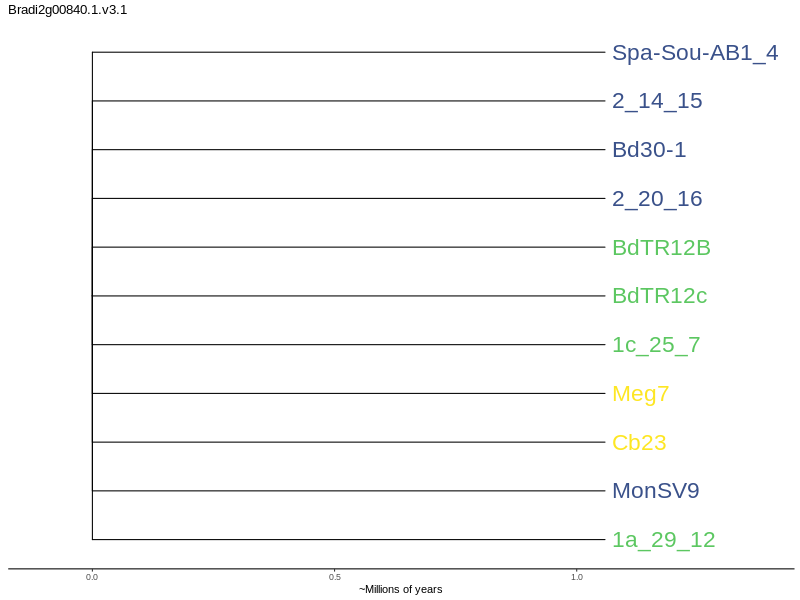 Bradi2g00840.1.v3.1
Spa-Sou-AB1_4
2_14_15
Bd30-1
2_20_16
BdTR12B
BdTR12c
1c_25_7
Meg7
Cb23
MonSV9
1a_29_12
0.0 0.5 1.0
~Millions of years